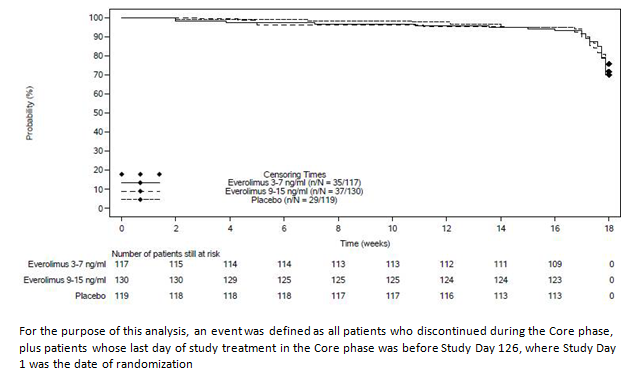 100
90
80
70
60
50
40
30
20
10
0
Probability (%)
Censoring Times
Everolimus 3-7 ng/ml (n/N = 35/117)
Everolimus 9-15 ng/ml (n/N = 37/130)
Placebo (n/N = 29/119)
0 2 4 6 8 10 12 14 16 18
Time (weeks)
Number of patients still at risk
Everolimus 3-7 ng/ml 117 115 114 114 113 113 112 111 109 0
Everolimus 9-15 ng/ml 130 130 129 125 125 125 124 124 123 0
Placebo 119 118 118 118 117 117 116 113 113 0
For the purpose of this analysis, an event was defined as all patients who discontinued during the Core phase,
plus patients whose last day of study treatment in the Core phase was before Study Day 126, where Study Day
1 was the date of randomization